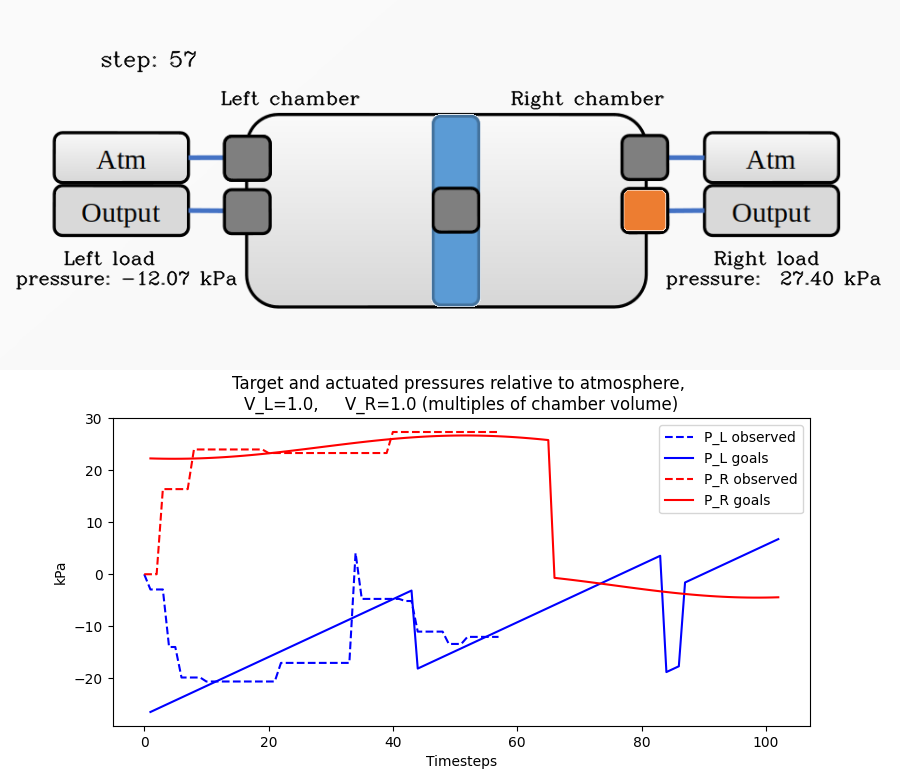 step: 57
Left chamber
Right chamber
Atm
Atm
Output
Output
Left load
pressure: −12.07 kPa
Right load
pressure: 27.40 kPa
Target and actuated pressures relative to atmosphere,
V_L=1.0, V_R=1.0 (multiples of chamber volume)
30
20
10
0
−10
−20
kPa
P_L observed
P_L goals
P_R observed
P_R goals
0
20
40
60
80
100
Timesteps